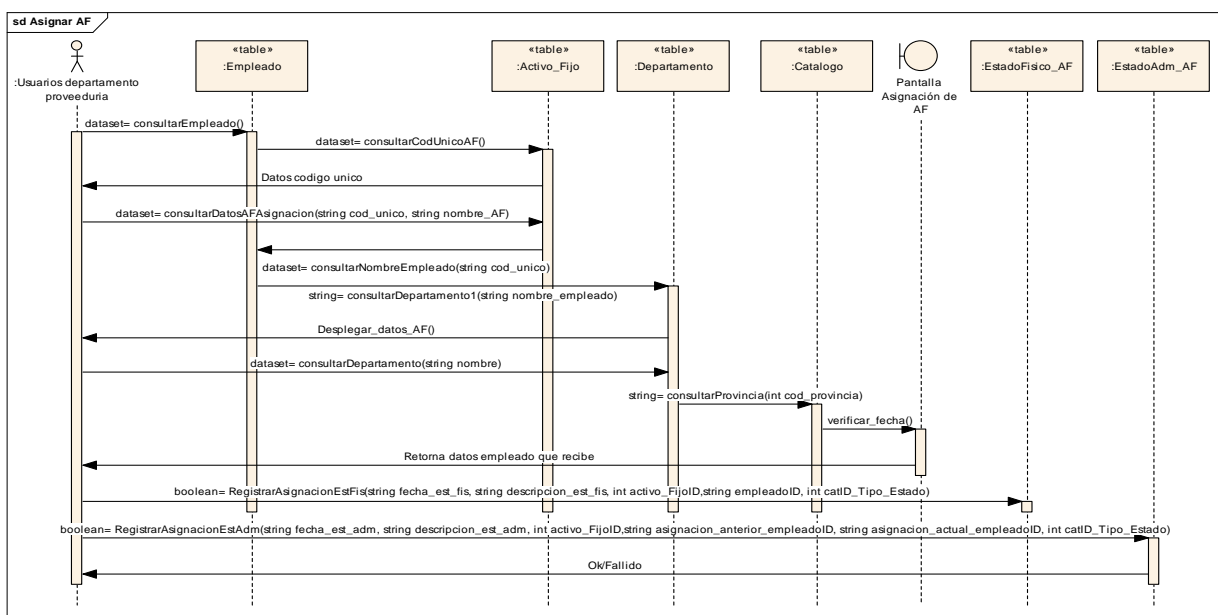 sd Asignar AF
«table»
:Empleado
«table»
:Activo_Fijo
«table»
:Departamento
«table»
:Catalogo
«table»
:EstadoFisico_AF
«table»
:EstadoAdm_AF
:Usuarios departamento
proveeduria
Pantalla
Asignación de
AF
dataset= consultarEmpleado()
dataset= consultarCodUnicoAF()
Datos codigo unico
dataset= consultarDatosAFAsignacion(string cod_unico, string nombre_AF)
dataset= consultarNombreEmpleado(string cod_unico)
string= consultarDepartamento1(string nombre_empleado)
Desplegar_datos_AF()
dataset= consultarDepartamento(string nombre)
string= consultarProvincia(int cod_provincia)
verificar_fecha()
Retorna datos empleado que recibe
boolean= RegistrarAsignacionEstFis(string fecha_est_fis, string descripcion_est_fis, int activo_FijoID,string empleadoID, int catID_Tipo_Estado)
boolean= RegistrarAsignacionEstAdm(string fecha_est_adm, string descripcion_est_adm, int activo_FijoID,string asignacion_anterior_empleadoID, string asignacion_actual_empleadoID, int catID_Tipo_Estado)
Ok/Fallido